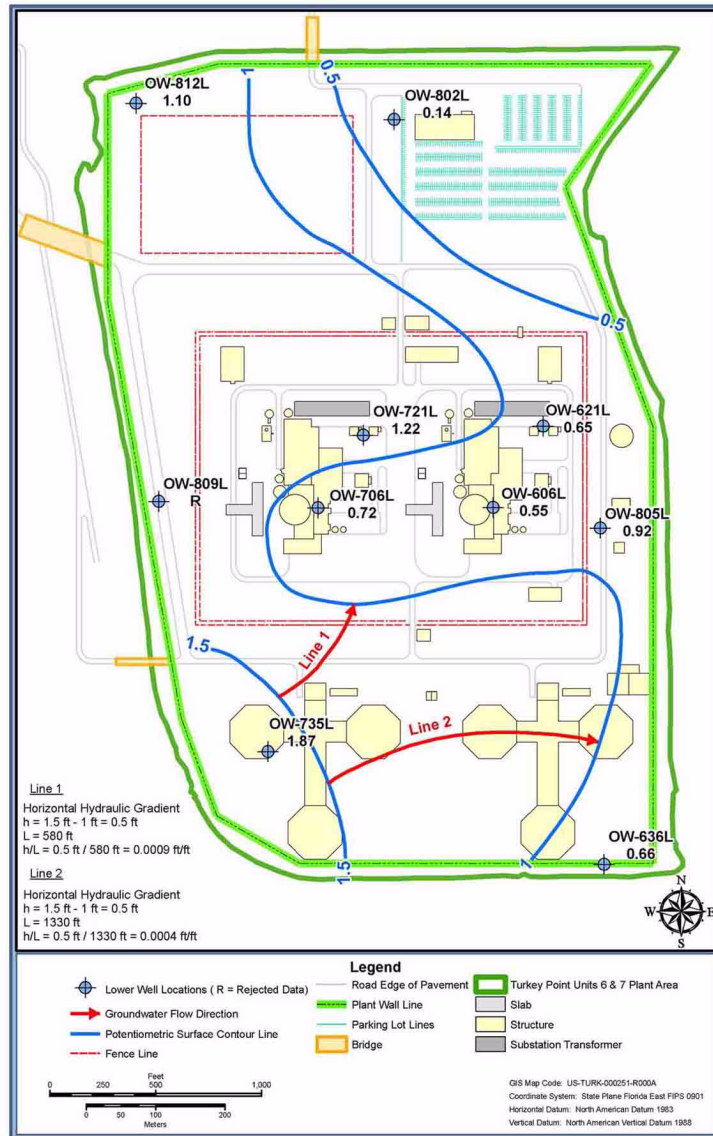 1
0.5
OW-812L
1.10
OW-802L
0.14
0.5
OW-721L
1.22
OW-621L
0.65
OW-809L
R
OW-706L
0.72
OW-606L
0.55
OW-805L
0.92
1.5
Line 1
OW-735L
1.87
Line 2
OW-636L
0.66
1.5
1
Line 1
Horizontal Hydraulic Gradient
h = 1.5 ft - 1 ft = 0.5 ft
L = 580 ft
h/L = 0.5 ft / 580 ft = 0.0009 ft/ft
Line 2
Horizontal Hydraulic Gradient
h = 1.5 ft - 1 ft = 0.5 ft
L = 1330 ft
h/L = 0.5 ft / 1330 ft = 0.0004 ft/ft
N
W E
S
Legend
Lower Well Locations ( R = Rejected Data)
Groundwater Flow Direction
Potentiometric Surface Contour Line
Fence Line
Road Edge of Pavement
Plant Wall Line
Parking Lot Lines
Bridge
Turkey Point Units 6 & 7 Plant Area
Slab
Structure
Substation Transformer
Feet
0 250 500 1,000
0 50 100 200
Meters
GIS Map Code: US-TURK-000251-R000A
Coordinate System: State Plane Florida East FIPS 0901
Horizontal Datum: North American Datum 1983
Vertical Datum: North American Vertical Datum 1988